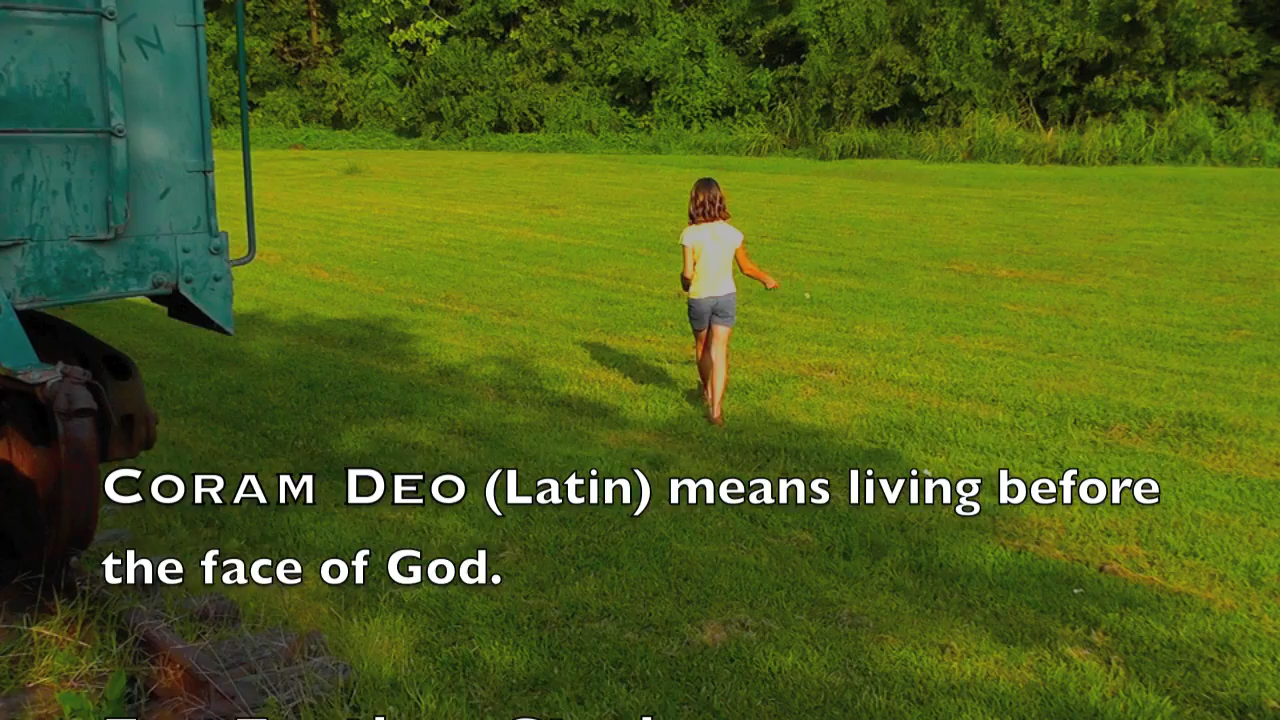 CORAM DEO (Latin) means living before
the face of God.